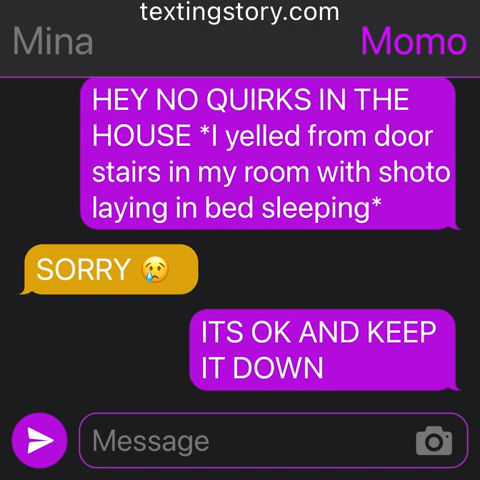 textingstory.com
Mina
Momo
HEY NO QUIRKS IN THE
HOUSE *I yelled from door
stairs in my room with shoto
laying in bed sleeping*
SORRY 😢
ITS OK AND KEEP
IT DOWN
Message